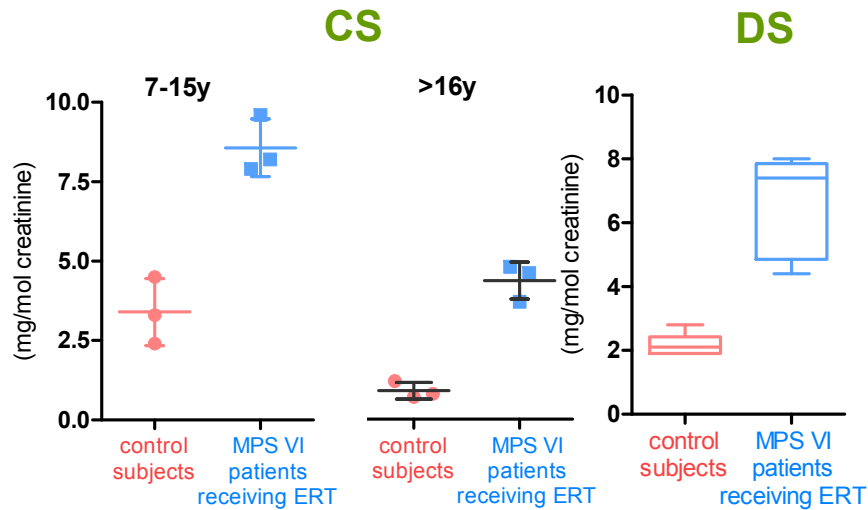 CS
DS
7-15y
>16y
(mg/mol creatinine)
10.0
7.5
5.0
2.5
0.0
control
subjects
MPS VI
patients
receiving ERT
control
subjects
MPS VI
patients
receiving ERT
(mg/mol creatinine)
10
8
6
4
2
0
control
subjects
MPS VI
patients
receiving ERT